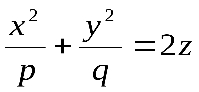 x²/p + y²/q = 2z